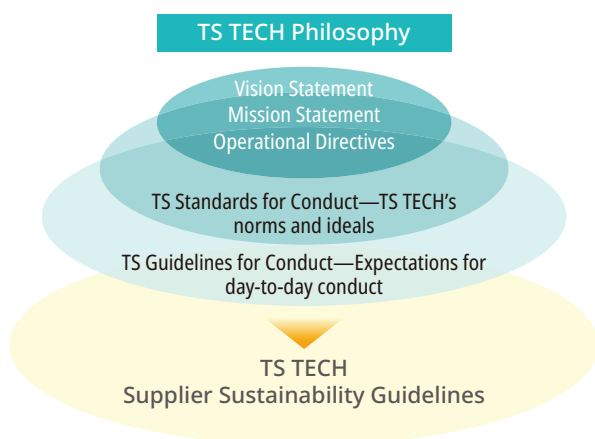 TS TECH Philosophy
Vision Statement
Mission Statement
Operational Directives
TS Standards for Conduct—TS TECH's
norms and ideals
TS Guidelines for Conduct—Expectations for
day-to-day conduct
TS TECH
Supplier Sustainability Guidelines